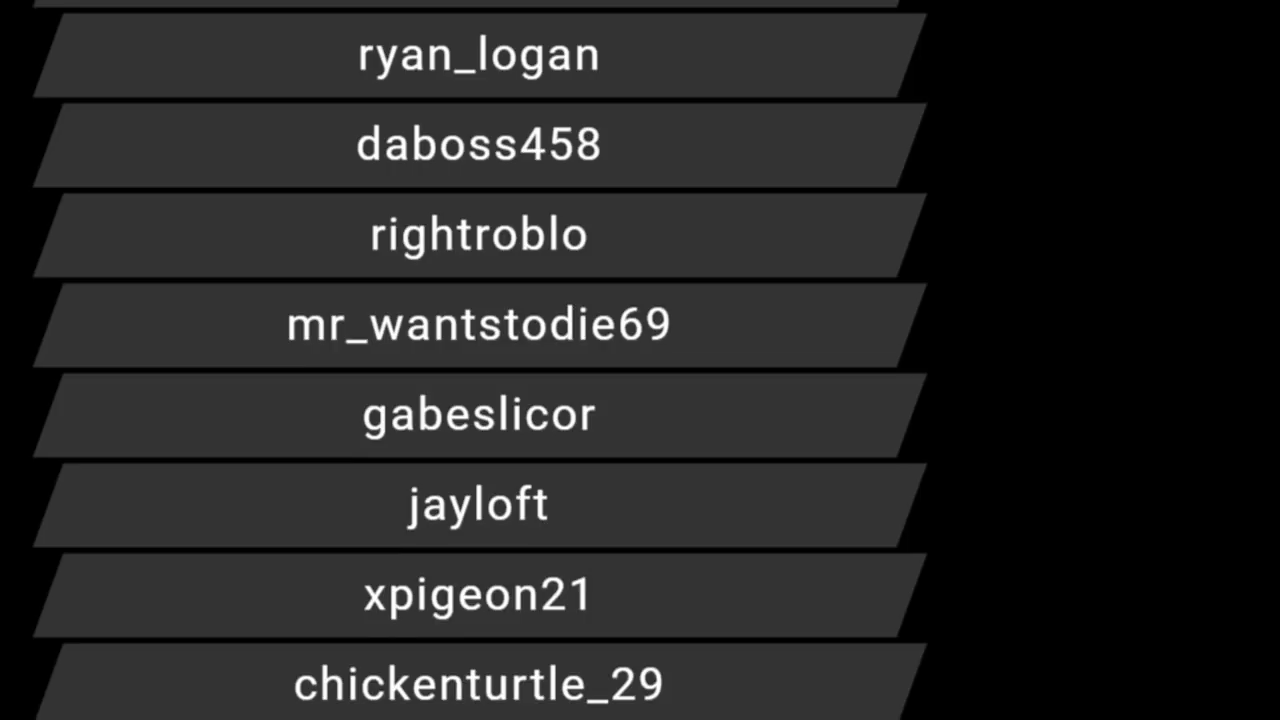 ryan_logan
daboss458
rightroblo
mr_wantstodie69
gabeslicor
jayloft
xpigeon21
chickenturtle_29